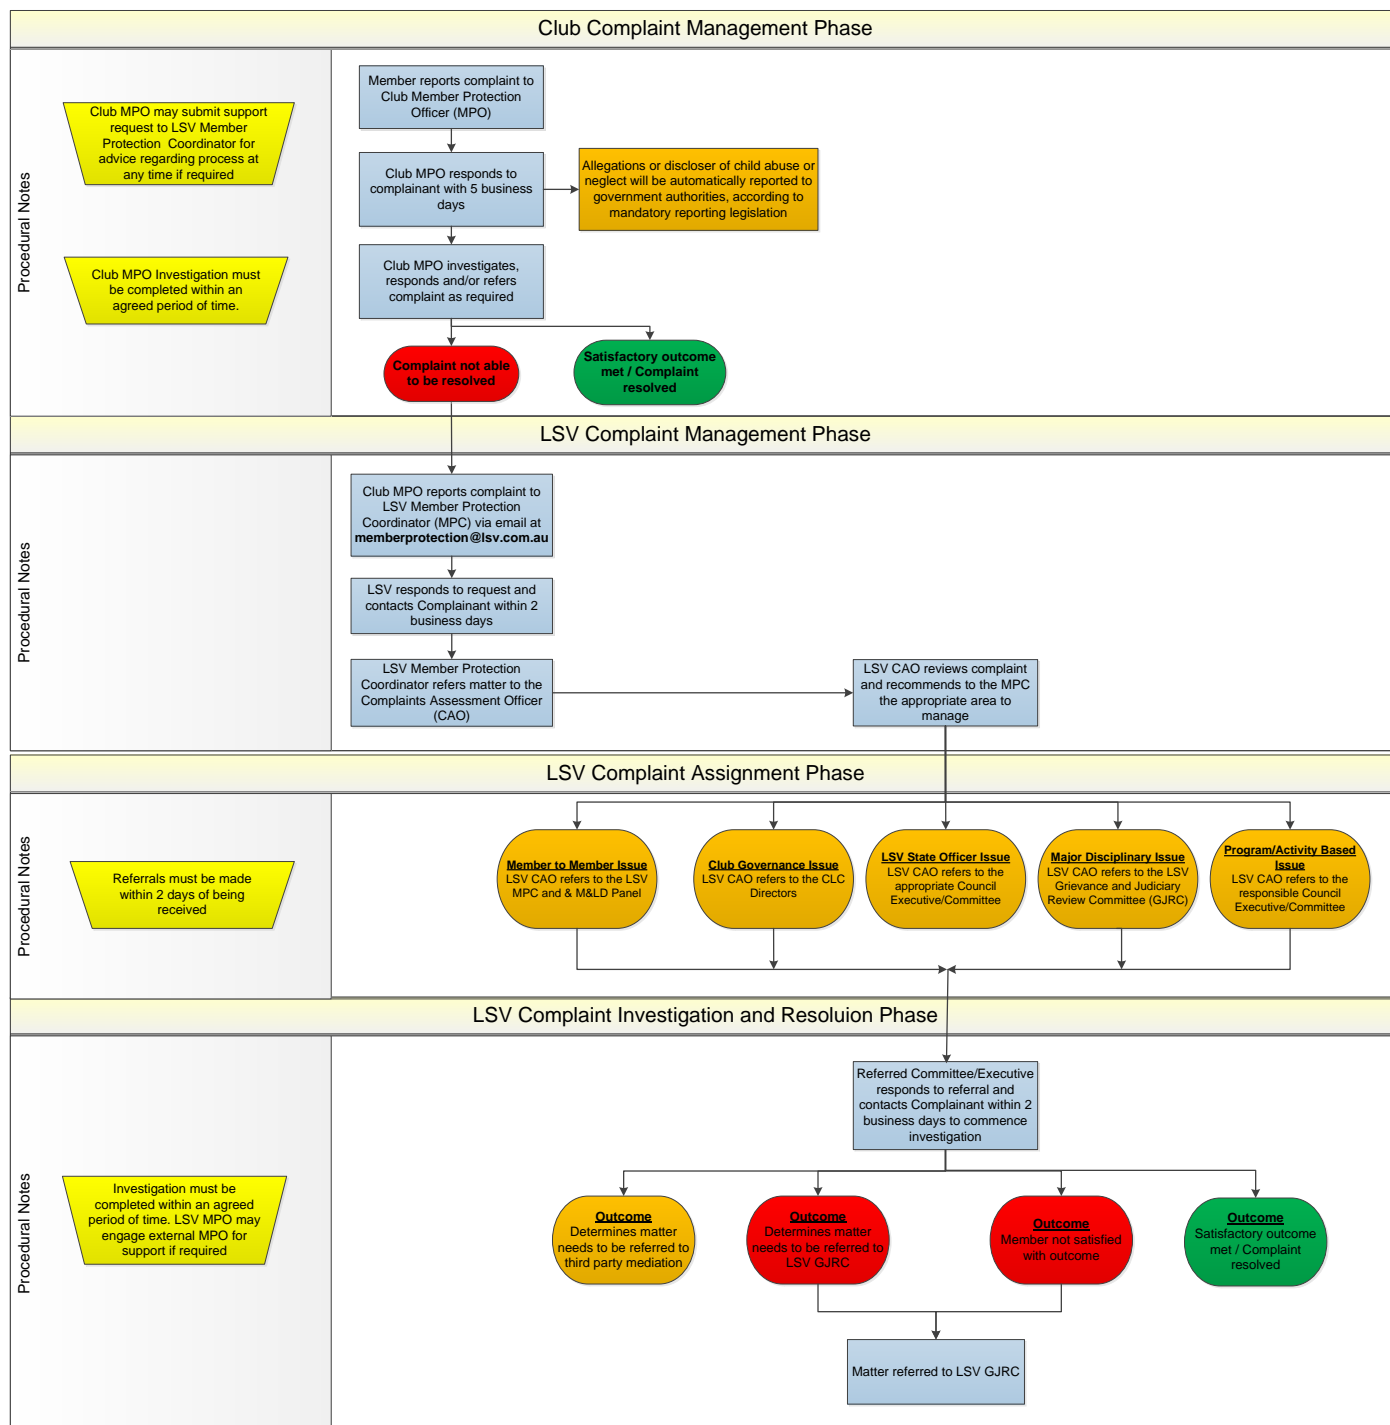 Club Complaint Management Phase
Procedural Notes
Club MPO may submit support
request to LSV Member
Protection  Coordinator for
advice regarding process at
any time if required
Club MPO Investigation must
be completed within an
agreed period of time.
Member reports complaint to
Club Member Protection
Officer (MPO)
Club MPO responds to
complainant with 5 business
days
Allegations or discloser of child abuse or
neglect will be automatically reported to
government authorities, according to
mandatory reporting legislation
Club MPO investigates,
responds and/or refers
complaint as required
Complaint not able
to be resolved
Satisfactory outcome
met / Complaint
resolved
LSV Complaint Management Phase
Procedural Notes
Club MPO reports complaint to
LSV Member Protection
Coordinator (MPC) via email at
memberprotection@lsv.com.au
LSV responds to request and
contacts Complainant within 2
business days
LSV Member Protection
Coordinator refers matter to the
Complaints Assessment Officer
(CAO)
LSV CAO reviews complaint
and recommends to the MPC
the appropriate area to
manage
LSV Complaint Assignment Phase
Procedural Notes
Referrals must be made
within 2 days of being
received
Member to Member Issue
LSV CAO refers to the LSV
MPC and & M&LD Panel
Club Governance Issue
LSV CAO refers to the CLC
Directors
LSV State Officer Issue
LSV CAO refers to the
appropriate Council
Executive/Committee
Major Disciplinary Issue
LSV CAO refers to the LSV
Grievance and Judiciary
Review Committee (GJRC)
Program/Activity Based
Issue
LSV CAO refers to the
responsible Council
Executive/Committee
LSV Complaint Investigation and Resoluion Phase
Procedural Notes
Investigation must be
completed within an agreed
period of time. LSV MPO may
engage external MPO for
support if required
Referred Committee/Executive
responds to referral and
contacts Complainant within 2
business days to commence
investigation
Outcome
Determines matter
needs to be referred to
third party mediation
Outcome
Determines matter
needs to be referred to
LSV GJRC
Outcome
Member not satisfied
with outcome
Outcome
Satisfactory outcome
met / Complaint
resolved
Matter referred to LSV GJRC